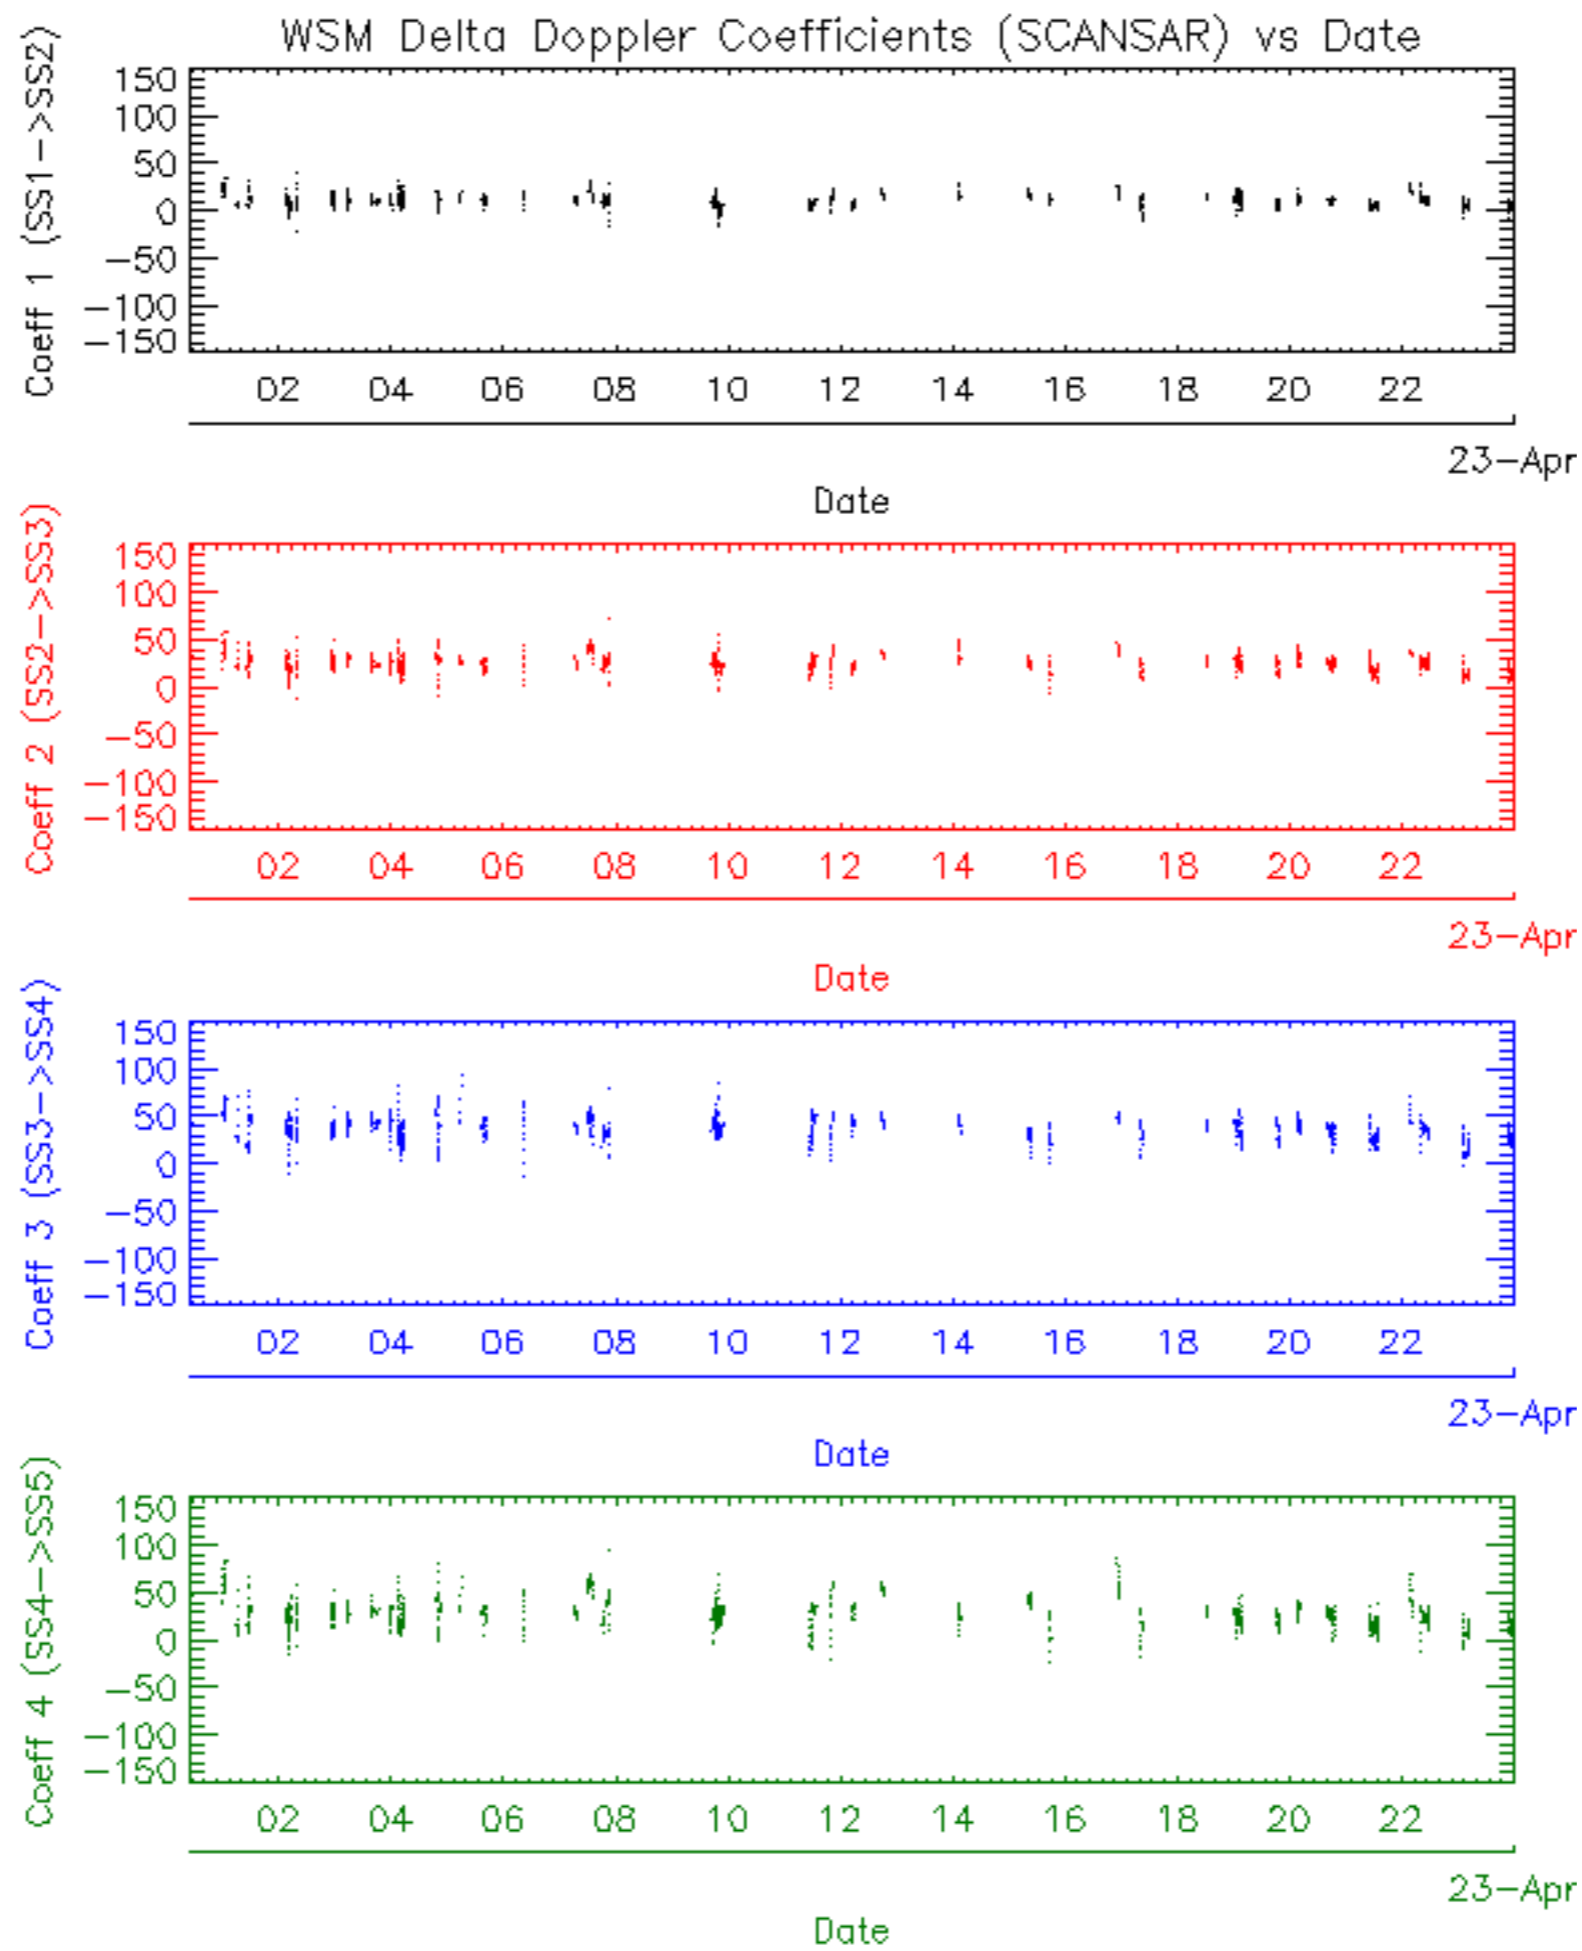 WSM Delta Doppler Coefficients (SCANSAR) vs Date
Coeff 1 (SS1->SS2)
150
100
50
0
-50
-100
-150
02 04 06 08 10 12 14 16 18 20 22
23-Apr
Date
Coeff 2 (SS2->SS3)
150
100
50
0
-50
-100
-150
02 04 06 08 10 12 14 16 18 20 22
23-Apr
Date
Coeff 3 (SS3->SS4)
150
100
50
0
-50
-100
-150
02 04 06 08 10 12 14 16 18 20 22
23-Apr
Date
Coeff 4 (SS4->SS5)
150
100
50
0
-50
-100
-150
02 04 06 08 10 12 14 16 18 20 22
23-Apr
Date